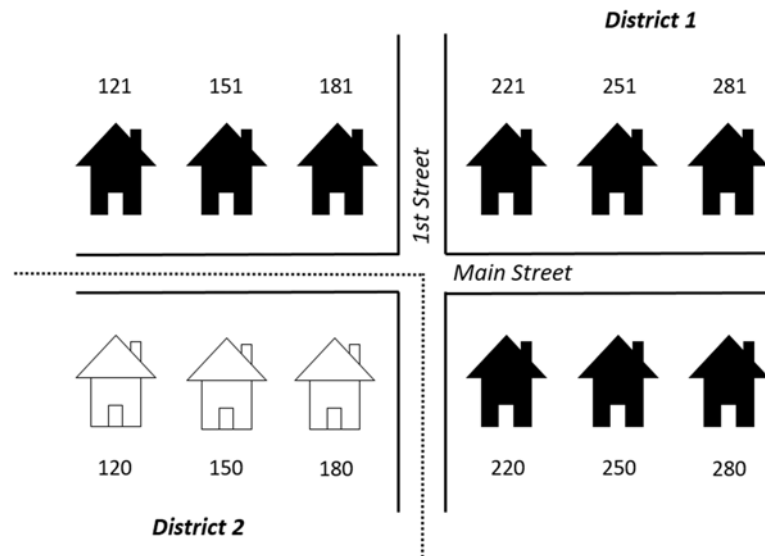 District 1
121 151 181 221 251 281
1st Street
Main Street
120 150 180 220 250 280
District 2